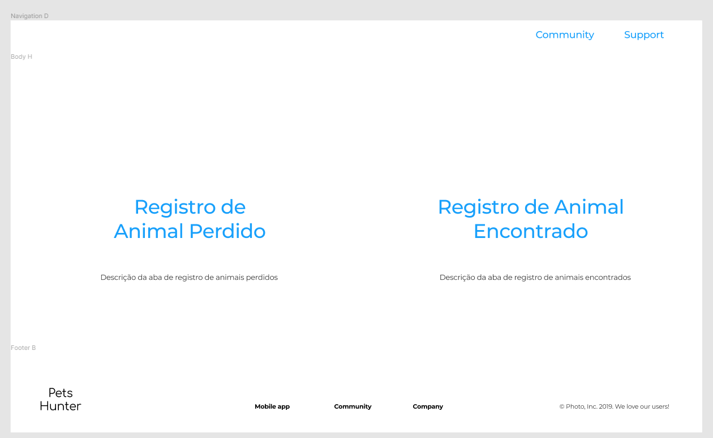 Navigation D
Community Support
Body H
Registro de
Animal Perdido
Registro de Animal
Encontrado
Descrição da aba de registro de animais perdidos
Descrição da aba de registro de animais encontrados
Footer B
Pets
Hunter
Mobile app Community Company
© Photo, Inc. 2019. We love our users!